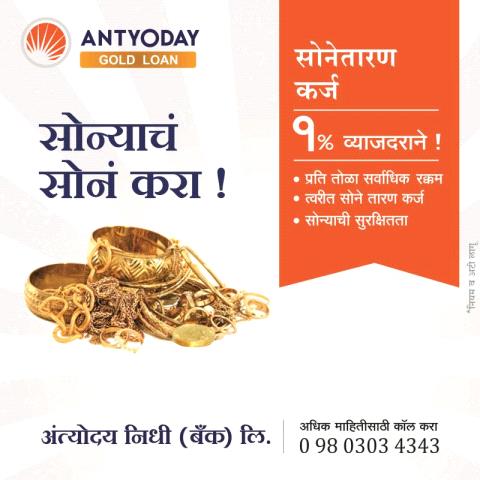 ANTYODAY
GOLD LOAN
सोन्याचं
सोनं करा !
सोनेतारण
कर्ज
१% व्याजदराने !
• प्रति तोळा सर्वाधिक रक्कम
• त्वरीत सोने तारण कर्ज
• सोन्याची सुरक्षितता
*नियम व अटी लागू
अंत्योदय निधी (बँक) लि.
अधिक माहितीसाठी कॉल करा
0 98 0303 4343